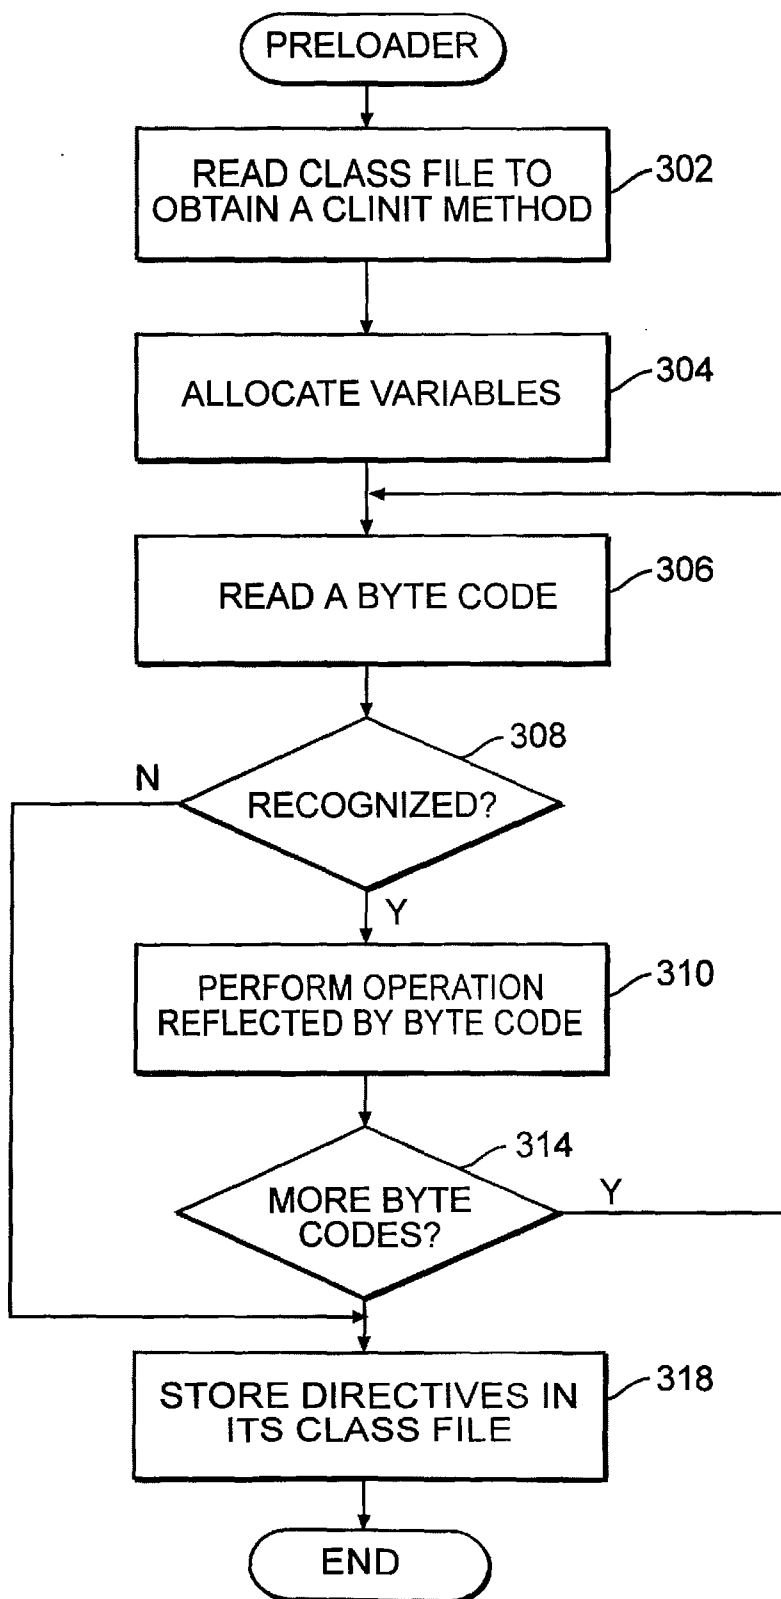 PRELOADER
READ CLASS FILE TO
OBTAIN A CLINIT METHOD
302
ALLOCATE VARIABLES
304
READ A BYTE CODE
306
308
N
RECOGNIZED?
Y
PERFORM OPERATION
REFLECTED BY BYTE CODE
310
314
MORE BYTE
CODES?
Y
STORE DIRECTIVES IN
ITS CLASS FILE
318
END